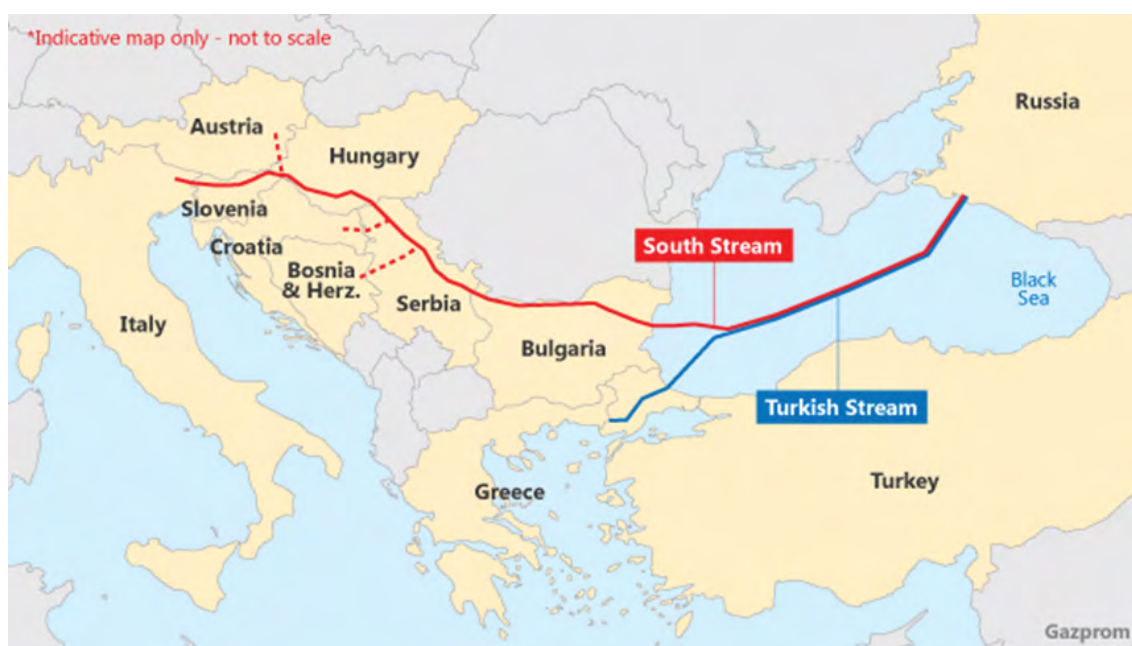 *Indicative map only - not to scale
Russia
Austria
Hungary
Slovenia
South Stream
Croatia
Bosnia
& Herz.
Black
Sea
Serbia
Italy
Bulgaria
Turkish Stream
Turkey
Greece
Gazprom